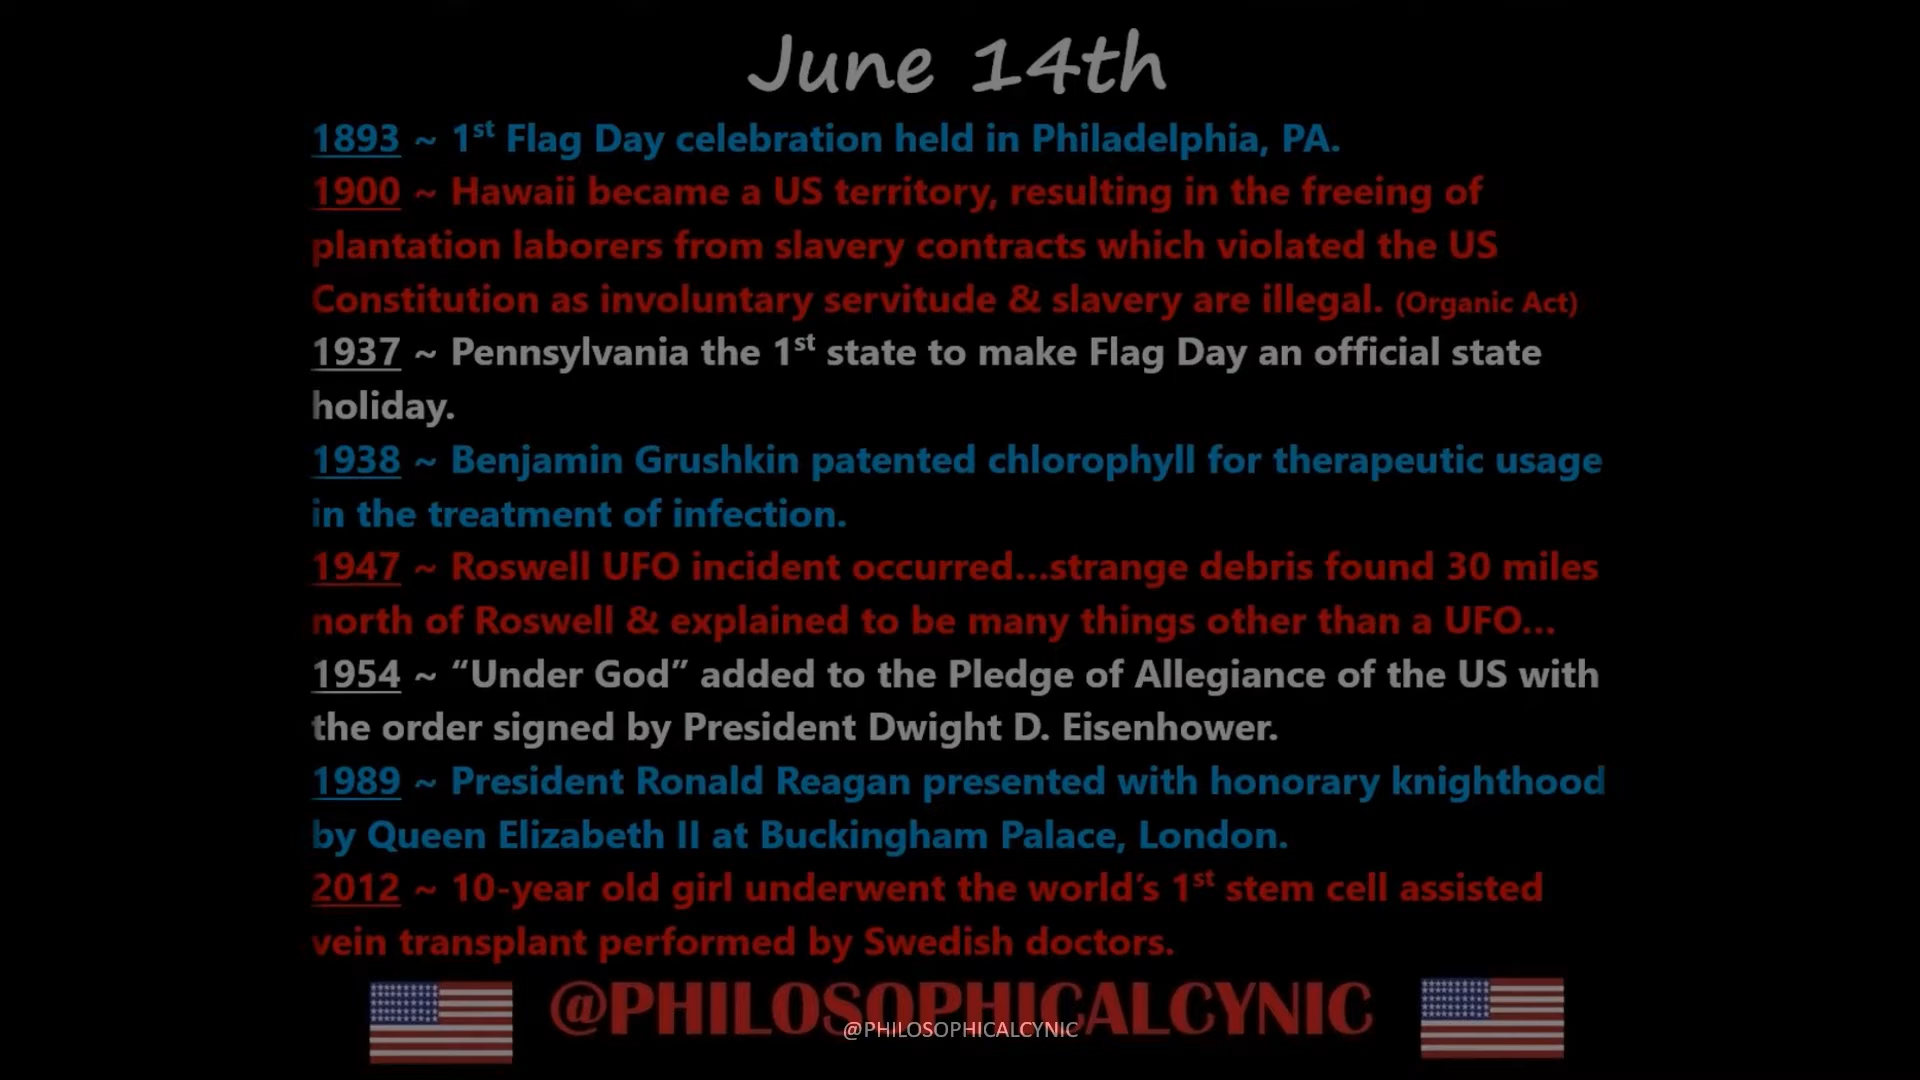 June 14th
1893 ~ 1st Flag Day celebration held in Philadelphia, PA.
1900 ~ Hawaii became a US territory, resulting in the freeing of
plantation laborers from slavery contracts which violated the US
Constitution as involuntary servitude & slavery are illegal. (Organic Act)
1937 ~ Pennsylvania the 1st state to make Flag Day an official state
holiday.
1938 ~ Benjamin Grushkin patented chlorophyll for therapeutic usage
in the treatment of infection.
1947 ~ Roswell UFO incident occurred...strange debris found 30 miles
north of Roswell & explained to be many things other than a UFO...
1954 ~ “Under God” added to the Pledge of Allegiance of the US with
the order signed by President Dwight D. Eisenhower.
1989 ~ President Ronald Reagan presented with honorary knighthood
by Queen Elizabeth II at Buckingham Palace, London.
2012 ~ 10-year old girl underwent the world’s 1st stem cell assisted
vein transplant performed by Swedish doctors.
@PHILOSOPHICALCYNIC
@PHILOSOPHICALCYNIC